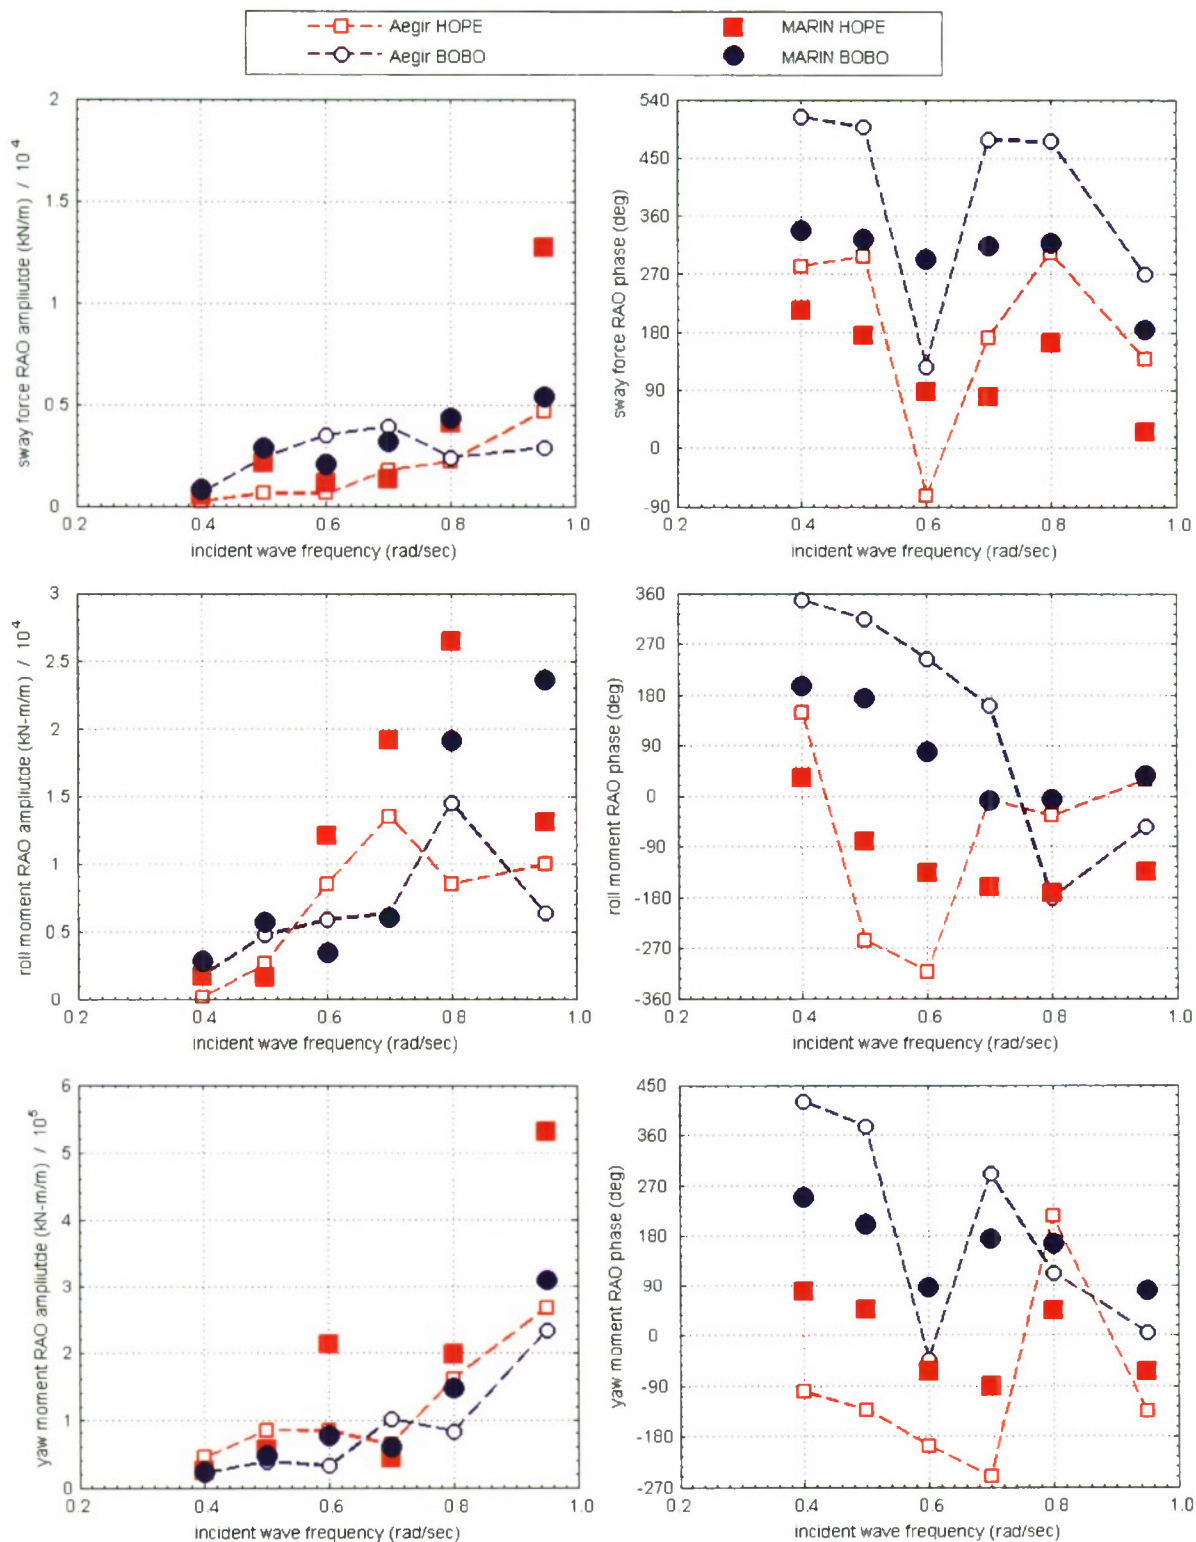 Aegir HOPE
MARIN HOPE
Aegir BOBO
MARIN BOBO
sway force RAO ampliutde (kN/m) / 10^4
2
1.5
1
0.5
0
0.2 0.4 0.6 0.8 1.0
incident wave frequency (rad/sec)
sway force RAO phase (deg)
540
450
360
270
180
90
0
-90
0.2 0.4 0.6 0.8 1.0
incident wave frequency (rad/sec)
roll moment RAO ampliutde (kN-m/m) / 10^4
3
2.5
2
1.5
1
0.5
0
0.2 0.4 0.6 0.8 1.0
incident wave frequency (rad/sec)
roll moment RAO phase (deg)
360
270
180
90
0
-90
-180
-270
-360
0.2 0.4 0.6 0.8 1.0
incident wave frequency (rad/sec)
yaw moment RAO ampliutde (kN-m/m) / 10^5
6
5
4
3
2
1
0
0.2 0.4 0.6 0.8 1.0
incident wave frequency (rad/sec)
yaw moment RAO phase (deg)
450
360
270
180
90
0
-90
-180
-270
0.2 0.4 0.6 0.8 1.0
incident wave frequency (rad/sec)